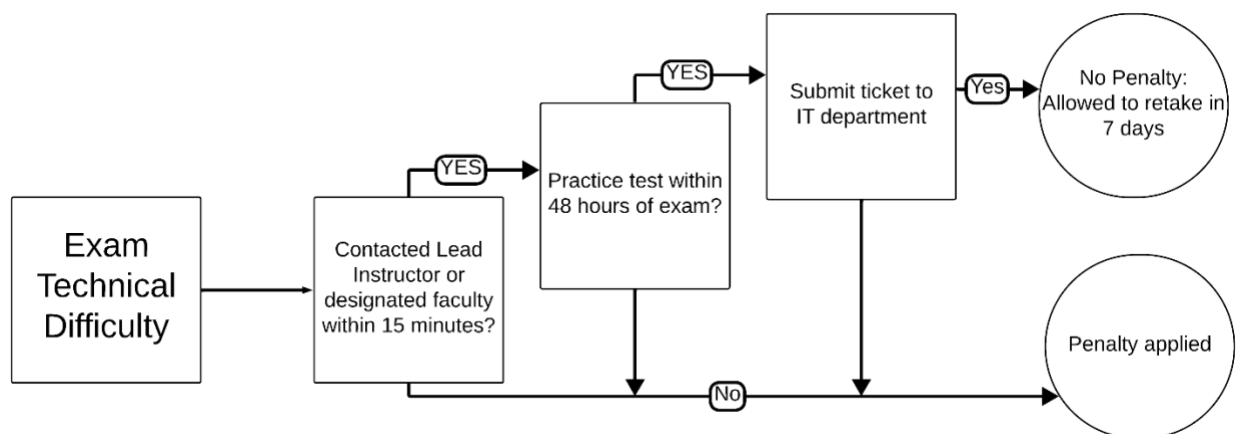 Exam
Technical
Difficulty
Contacted Lead
Instructor or
designated faculty
within 15 minutes?
YES
Practice test within
48 hours of exam?
YES
Submit ticket to
IT department
Yes
No Penalty:
Allowed to retake in
7 days
No
Penalty applied